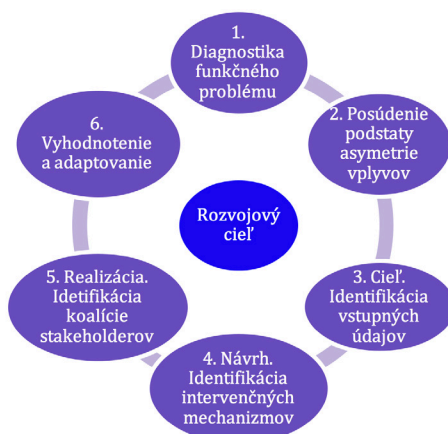 1.
Diagnostika
funkčného
problému
2. Posúdenie
podstaty
asymetrie
vplyvov
3. Cieľ.
Identifikácia
vstupných
údajov
4. Návrh.
Identifikácia
intervenčných
mechanizmov
5. Realizácia.
Idetifikácia
koalície
stakeholderov
6.
Vyhodnotenie
a adaptovanie
Rozvojový
cieľ